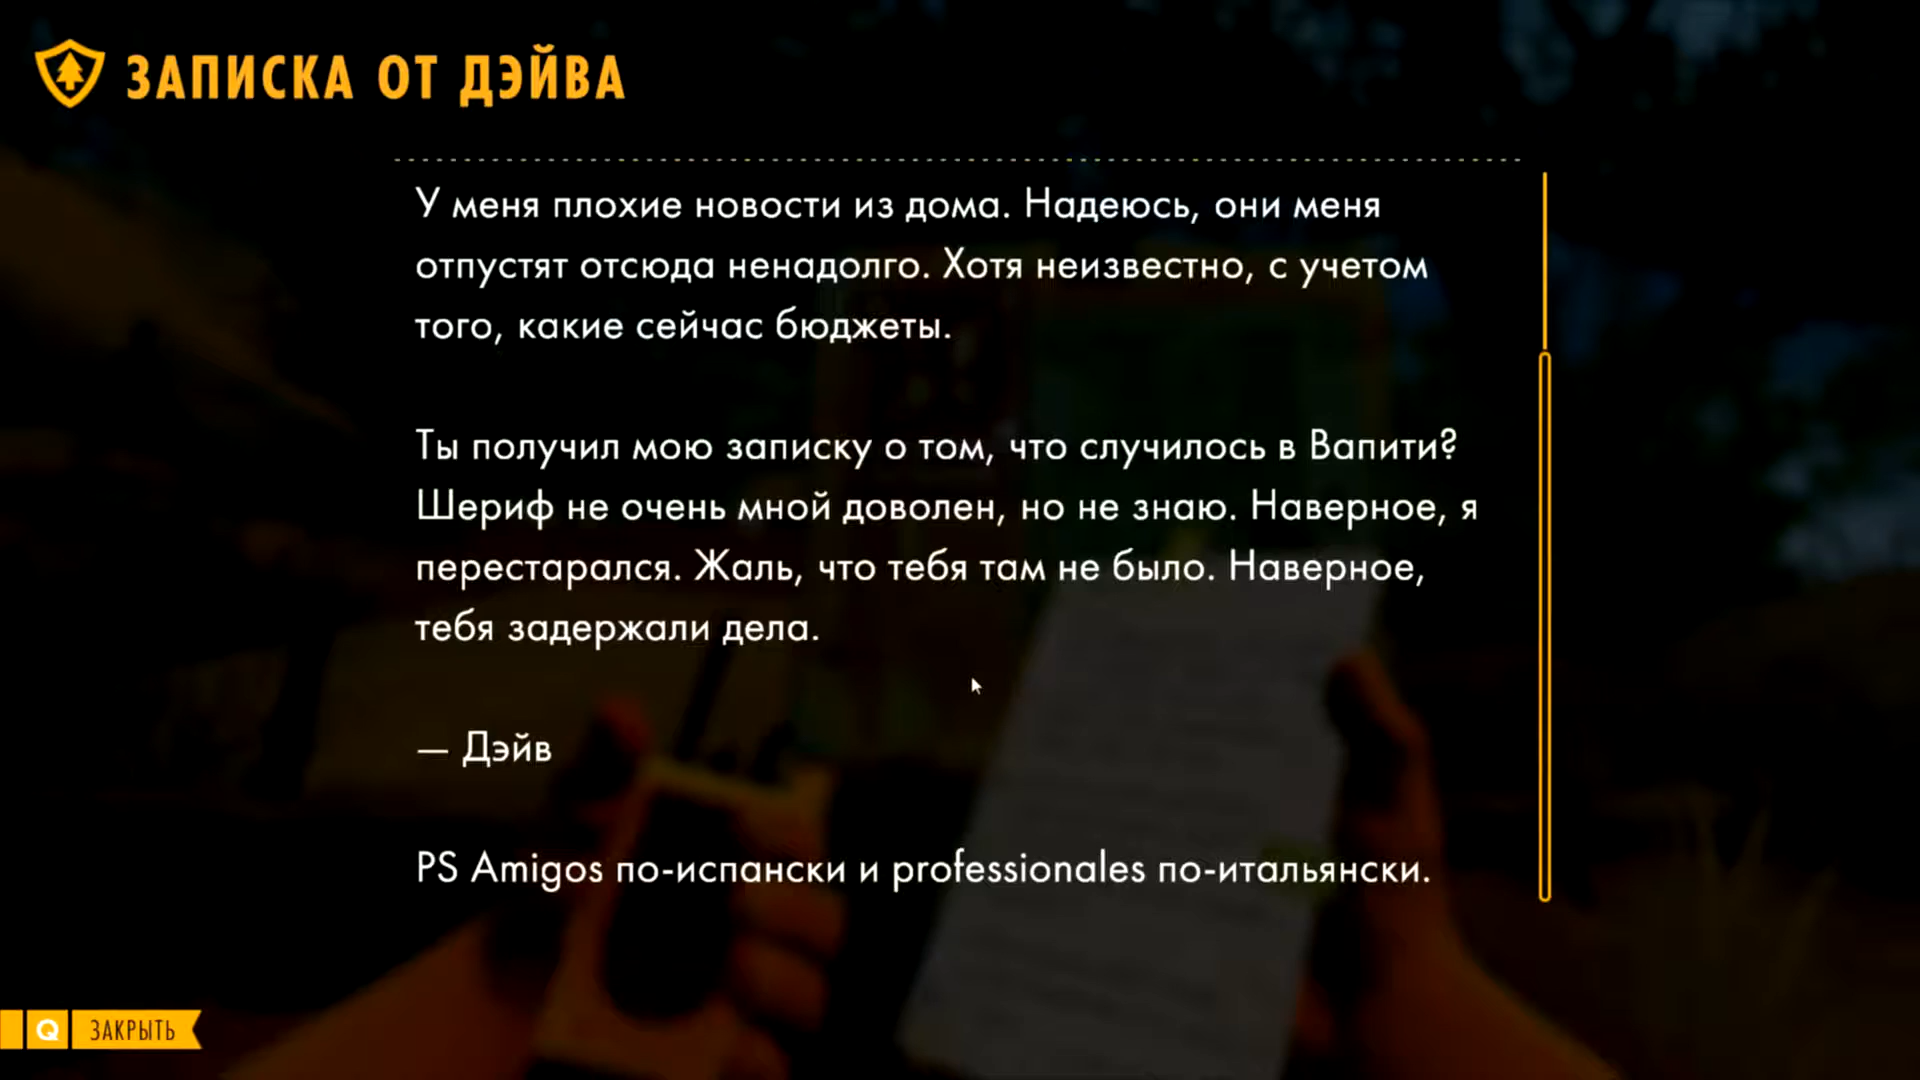 ЗАПИСКА ОТ ДЭЙВА
У меня плохие новости из дома. Надеюсь, они меня
отпустят отсюда ненадолго. Хотя неизвестно, с учетом
того, какие сейчас бюджеты.
Ты получил мою записку о том, что случилось в Вапити?
Шериф не очень мной доволен, но не знаю. Наверное, я
перестарался. Жаль, что тебя там не было. Наверное,
тебя задержали дела.
— Дэйв
PS Amigos по-испански и professionales по-итальянски.
Q ЗАКРЫТЬ